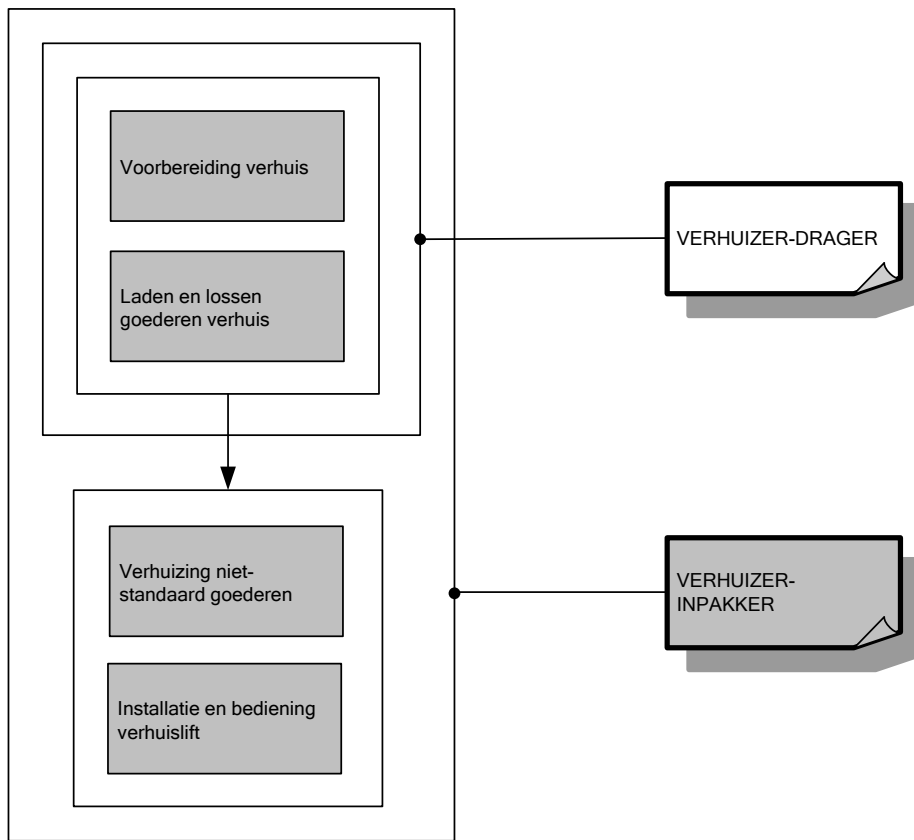 Voorbereiding verhuis
Laden en lossen
goederen verhuis
VERHUIZER-DRAGER
Verhuizing niet-
standaard goederen
Installatie en bediening
verhuislift
VERHUIZER-
INPAKKER